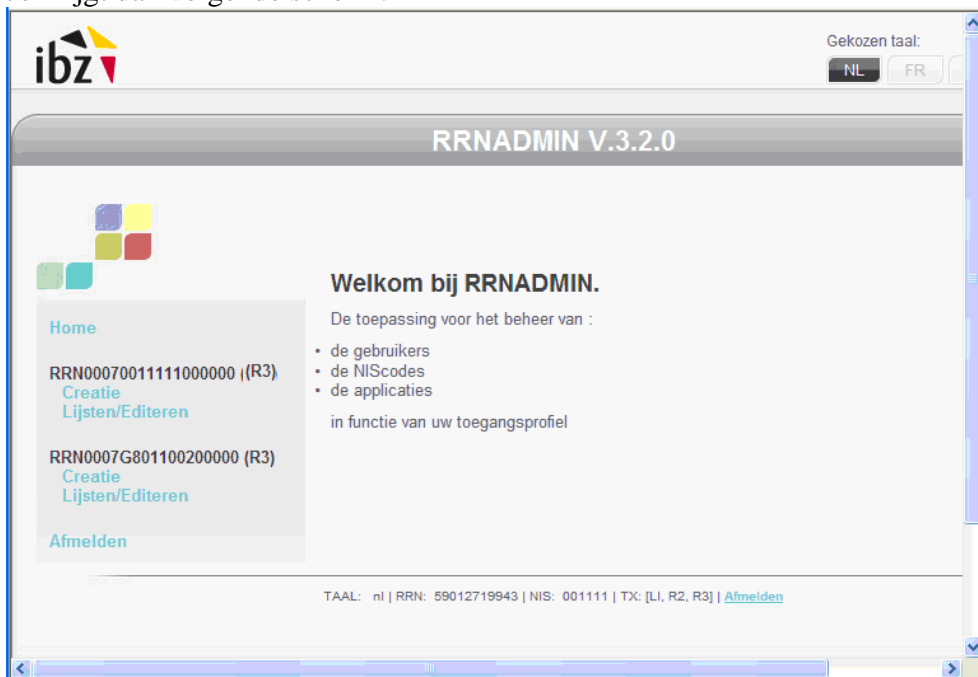 ibz
Gekozen taal:
NL FR
RRNADMIN V.3.2.0
Welkom bij RRNADMIN.
De toepassing voor het beheer van :
• de gebruikers
• de NIScodes
• de applicaties
in functie van uw toegangsprofiel
Home
RRN00070011111000000 (R3)
Creatie
Lijsten/Editeren
RRN0007G801100200000 (R3)
Creatie
Lijsten/Editeren
Afmelden
TAAL: nl | RRN: 59012719943 | NIS: 001111 | TX: [LI, R2, R3] | Afmelden